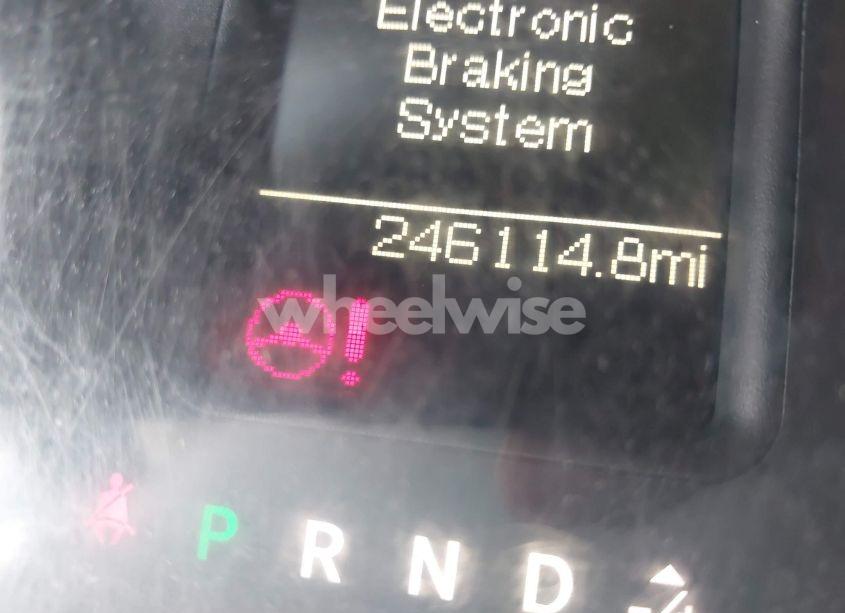 Electronic
Braking
System
246114.8mi
wheelwise
!
P R N D